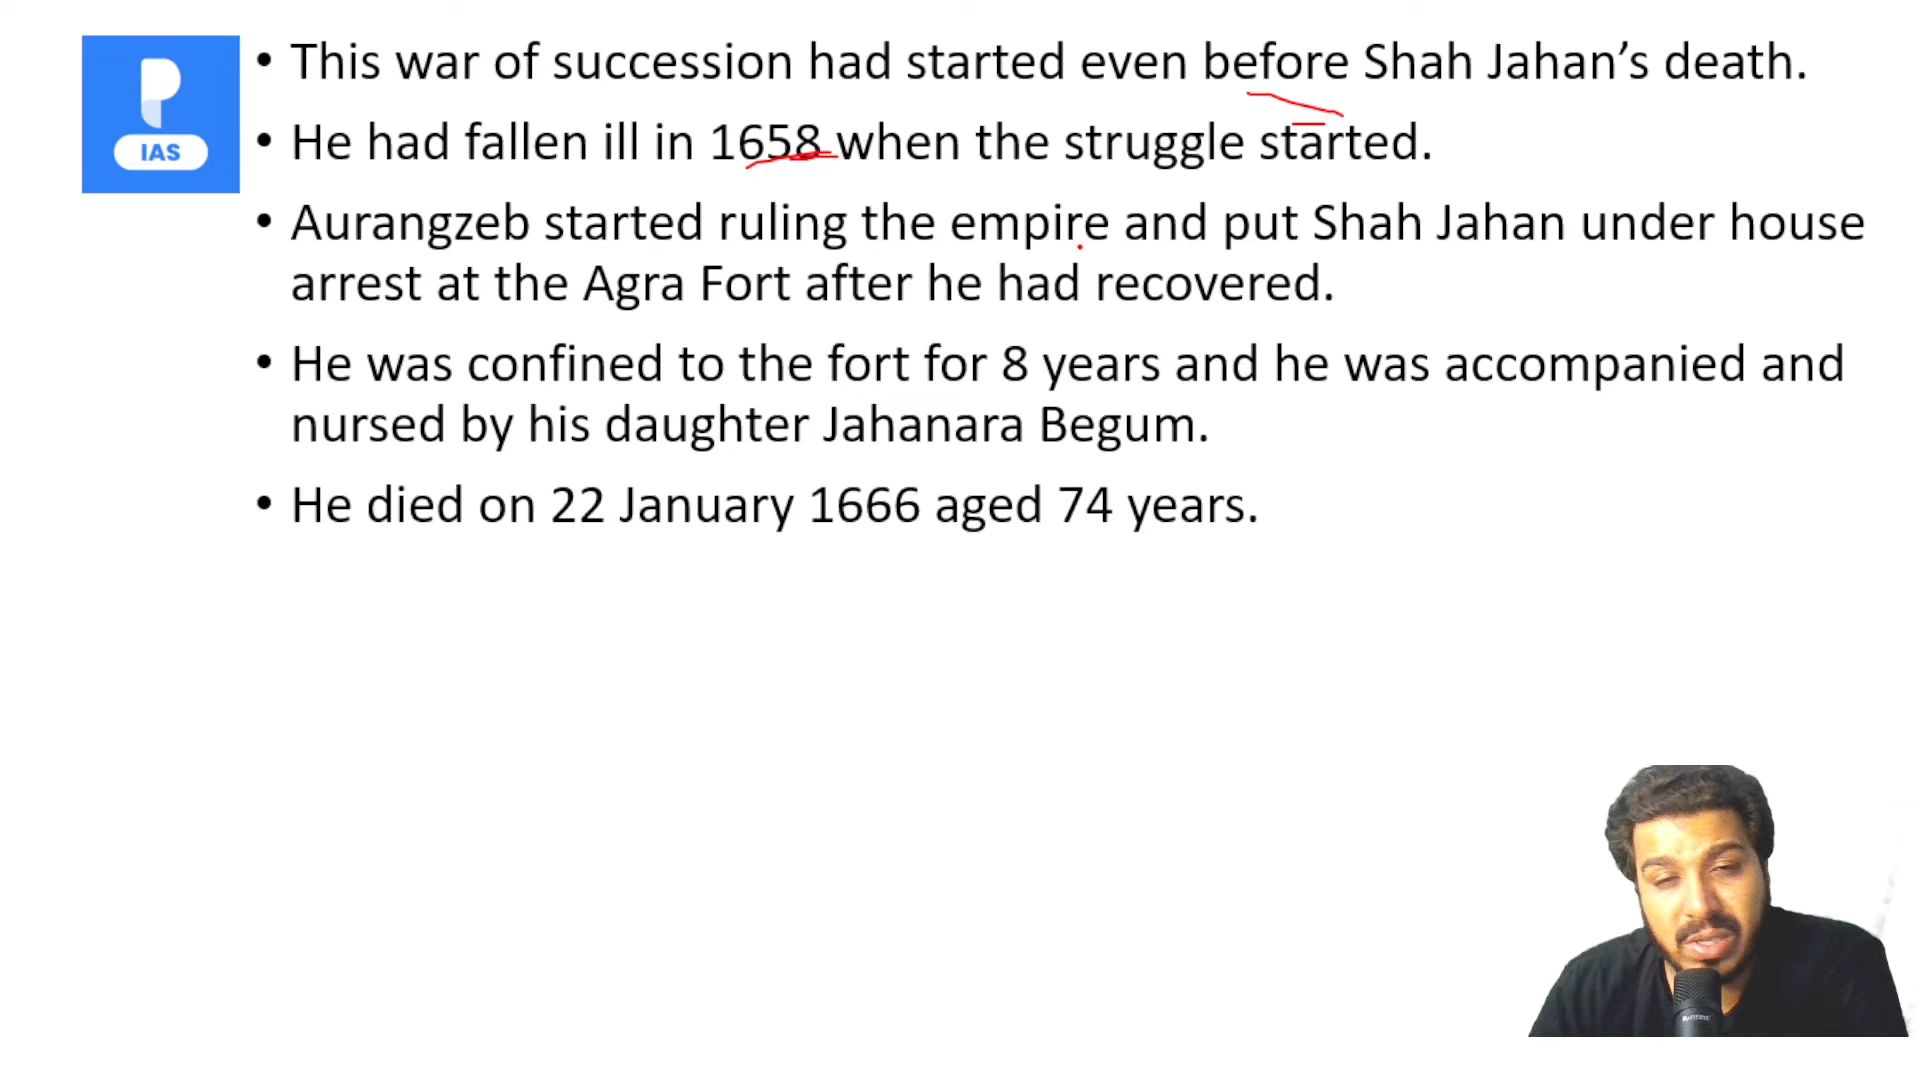 • This war of succession had started even before Shah Jahan’s death.
• He had fallen ill in 1658 when the struggle started.
• Aurangzeb started ruling the empire and put Shah Jahan under house
arrest at the Agra Fort after he had recovered.
• He was confined to the fort for 8 years and he was accompanied and
nursed by his daughter Jahanara Begum.
• He died on 22 January 1666 aged 74 years.
P
IAS